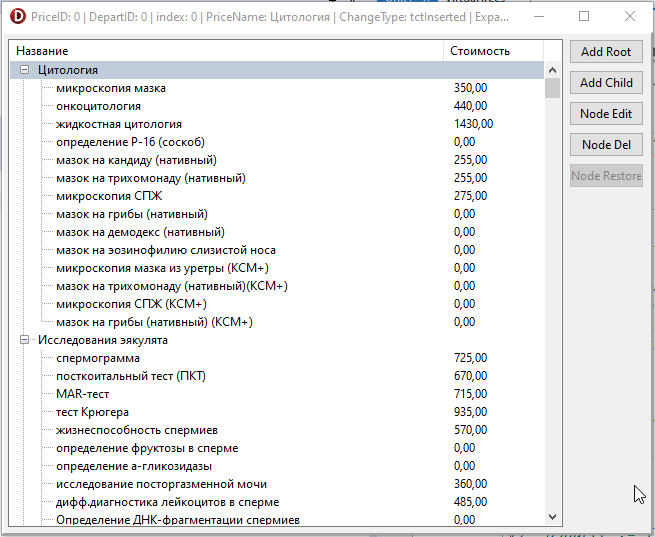 PriceID: 0 | DepartID: 0 | index: 0 | PriceName: Цитология | ChangeType: tctInserted | Expa...
Название Стоимость
Цитология
микроскопия мазка 350,00
онкоцитология 440,00
жидкостная цитология 1430,00
определение P-16 (соскоб) 0,00
мазок на кандиду (нативный) 255,00
мазок на трихомонаду (нативный) 255,00
микроскопия СПЖ 275,00
мазок на грибы (нативный) 0,00
мазок на демодекс (нативный) 0,00
мазок на эозинофилию слизистой носа 0,00
микроскопия мазка из уретры (КСМ+) 0,00
мазок на трихомонаду (нативный)(КСМ+) 0,00
микроскопия СПЖ (КСМ+) 0,00
мазок на грибы (нативный) (КСМ+) 0,00
Исследования эякулята
спермограмма 725,00
посткоитальный тест (ПКТ) 670,00
MAR-тест 715,00
тест Крюгера 935,00
жизнеспособность спермиев 570,00
определение фруктозы в сперме 0,00
определение а-гликозидазы 0,00
исследование посторгазменной мочи 360,00
дифф.диагностика лейкоцитов в сперме 485,00
Определение ДНК-фрагментации спермиев 0,00
Add Root
Add Child
Node Edit
Node Del
Node Restore